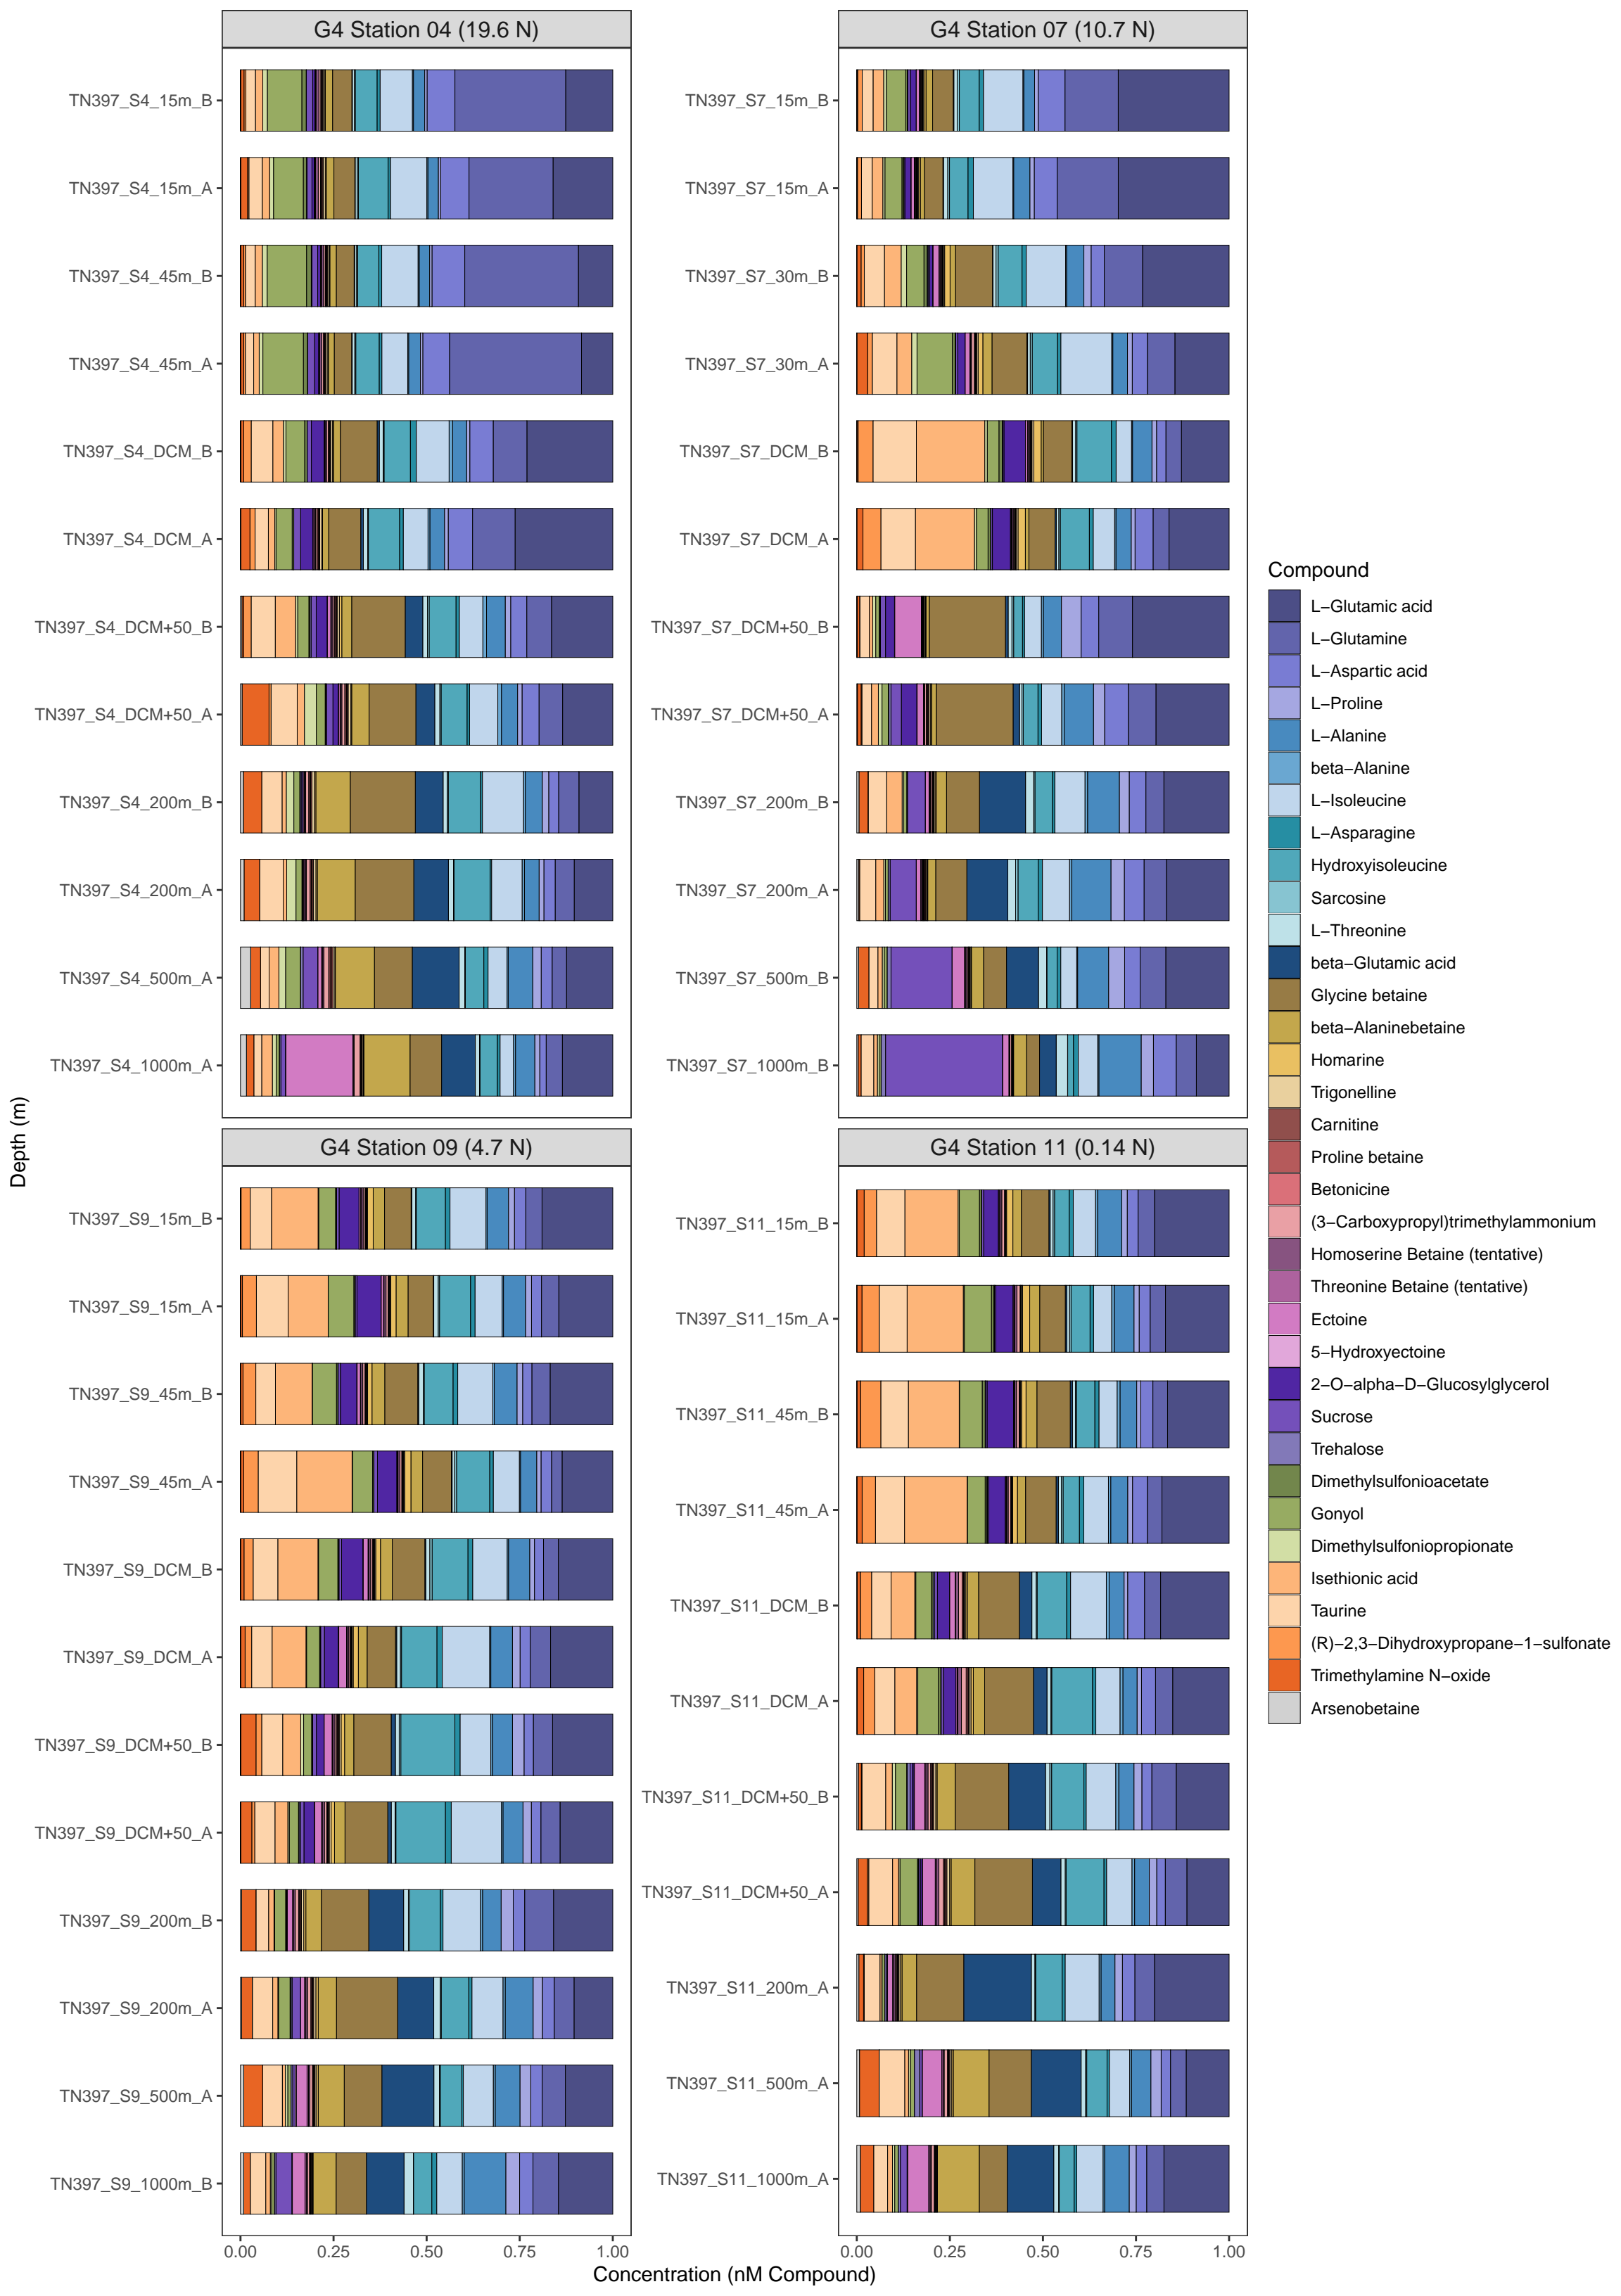 G4 Station 04 (19.6 N)
TN397_S4_15m_B
TN397_S4_15m_A
TN397_S4_45m_B
TN397_S4_45m_A
TN397_S4_DCM_B
TN397_S4_DCM_A
TN397_S4_DCM+50_B
TN397_S4_DCM+50_A
TN397_S4_200m_B
TN397_S4_200m_A
TN397_S4_500m_A
TN397_S4_1000m_A
G4 Station 07 (10.7 N)
TN397_S7_15m_B
TN397_S7_15m_A
TN397_S7_30m_B
TN397_S7_30m_A
TN397_S7_DCM_B
TN397_S7_DCM_A
TN397_S7_DCM+50_B
TN397_S7_DCM+50_A
TN397_S7_200m_B
TN397_S7_200m_A
TN397_S7_500m_B
TN397_S7_1000m_B
Depth (m)
G4 Station 09 (4.7 N)
TN397_S9_15m_B
TN397_S9_15m_A
TN397_S9_45m_B
TN397_S9_45m_A
TN397_S9_DCM_B
TN397_S9_DCM_A
TN397_S9_DCM+50_B
TN397_S9_DCM+50_A
TN397_S9_200m_B
TN397_S9_200m_A
TN397_S9_500m_A
TN397_S9_1000m_B
0.00 0.25 0.50 0.75 1.00
G4 Station 11 (0.14 N)
TN397_S11_15m_B
TN397_S11_15m_A
TN397_S11_45m_B
TN397_S11_45m_A
TN397_S11_DCM_B
TN397_S11_DCM_A
TN397_S11_DCM+50_B
TN397_S11_DCM+50_A
TN397_S11_200m_A
TN397_S11_500m_A
TN397_S11_1000m_A
0.00 0.25 0.50 0.75 1.00
Concentration (nM Compound)
Compound
L−Glutamic acid
L−Glutamine
L−Aspartic acid
L−Proline
L−Alanine
beta−Alanine
L−Isoleucine
L−Asparagine
Hydroxyisoleucine
Sarcosine
L−Threonine
beta−Glutamic acid
Glycine betaine
beta−Alaninebetaine
Homarine
Trigonelline
Carnitine
Proline betaine
Betonicine
(3−Carboxypropyl)trimethylammonium
Homoserine Betaine (tentative)
Threonine Betaine (tentative)
Ectoine
5−Hydroxyectoine
2−O−alpha−D−Glucosylglycerol
Sucrose
Trehalose
Dimethylsulfonioacetate
Gonyol
Dimethylsulfoniopropionate
Isethionic acid
Taurine
(R)−2,3−Dihydroxypropane−1−sulfonate
Trimethylamine N−oxide
Arsenobetaine